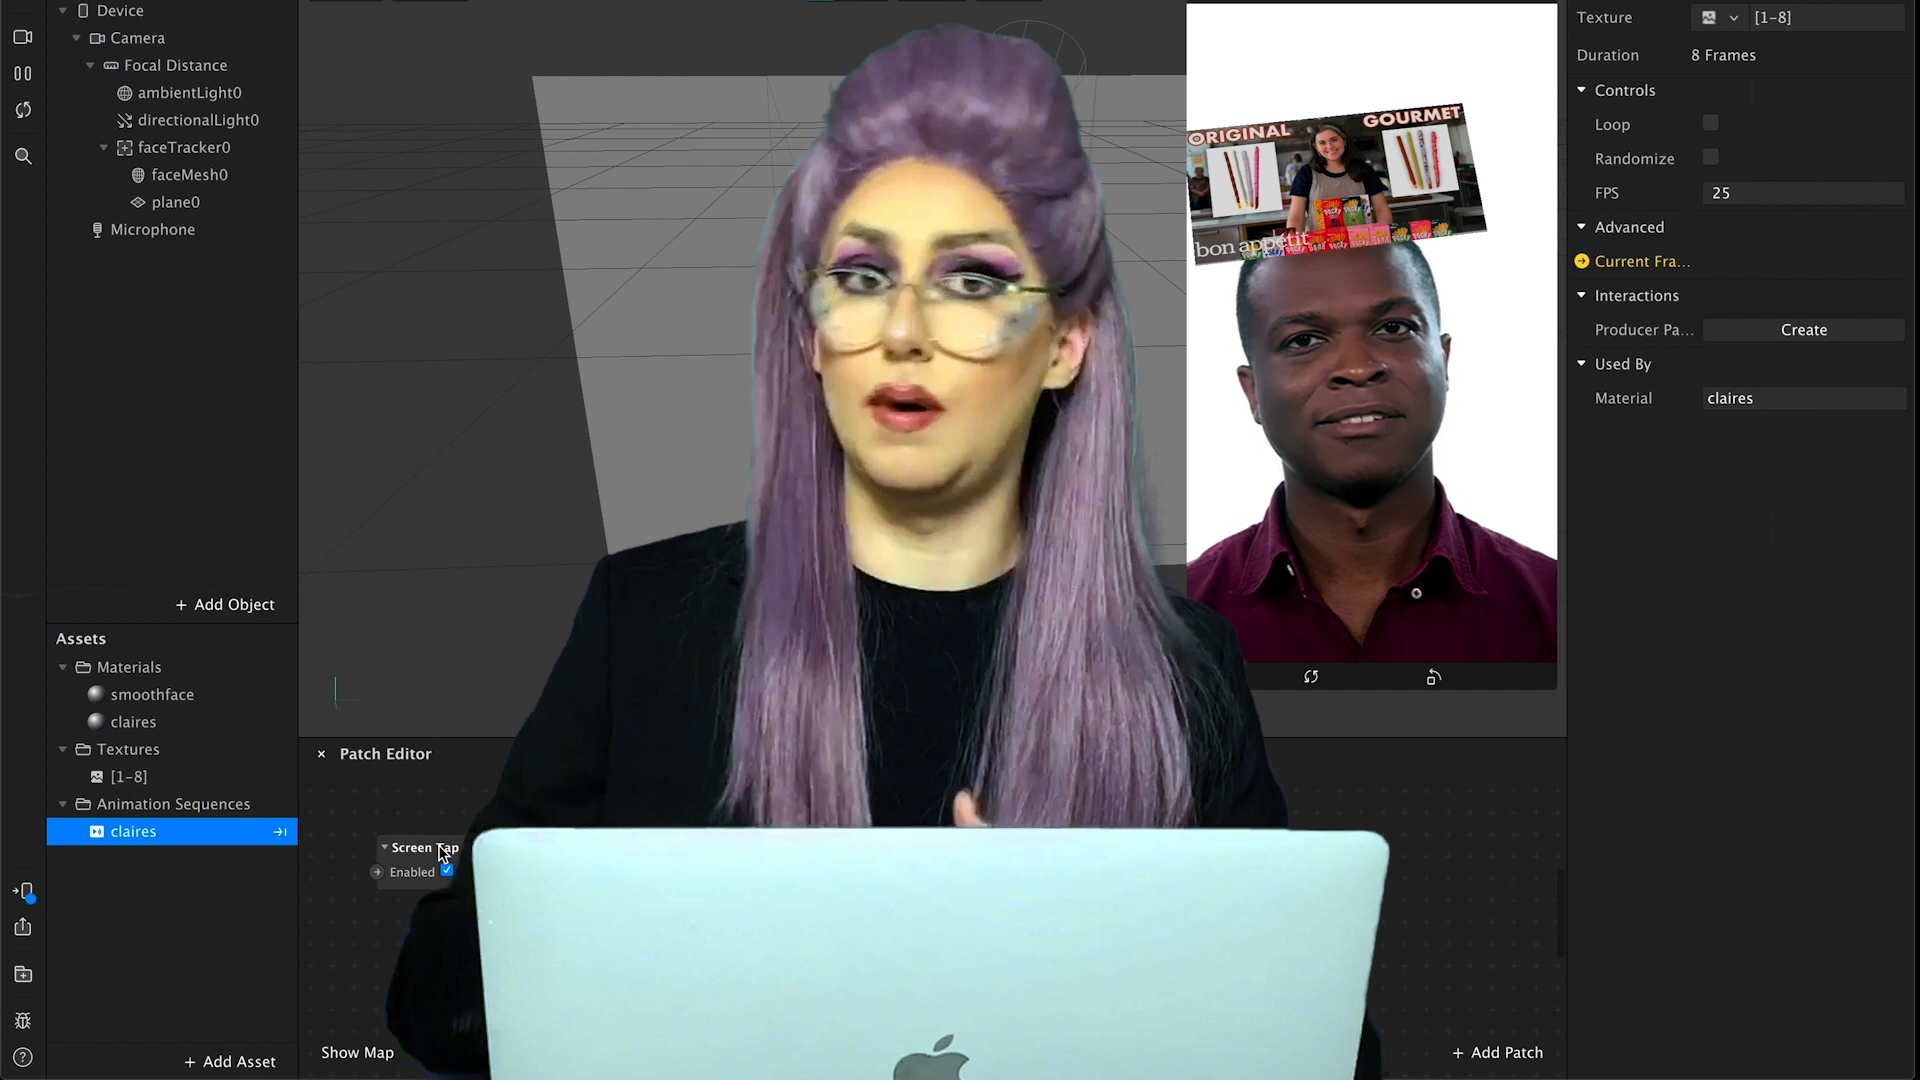 Device
Camera
Focal Distance
ambientLight0
directionalLight0
faceTracker0
faceMesh0
plane0
Microphone
+ Add Object
Assets
Materials
smoothface
claires
Textures
[1-8]
Animation Sequences
claires
+ Add Asset
ORIGINAL
GOURMET
bon appétit
× Patch Editor
Screen Tap
Enabled
Show Map
+ Add Patch
Texture [1-8]
Duration 8 Frames
Controls
Loop
Randomize
FPS 25
Advanced
Current Fra...
Interactions
Producer Pa... Create
Used By
Material claires